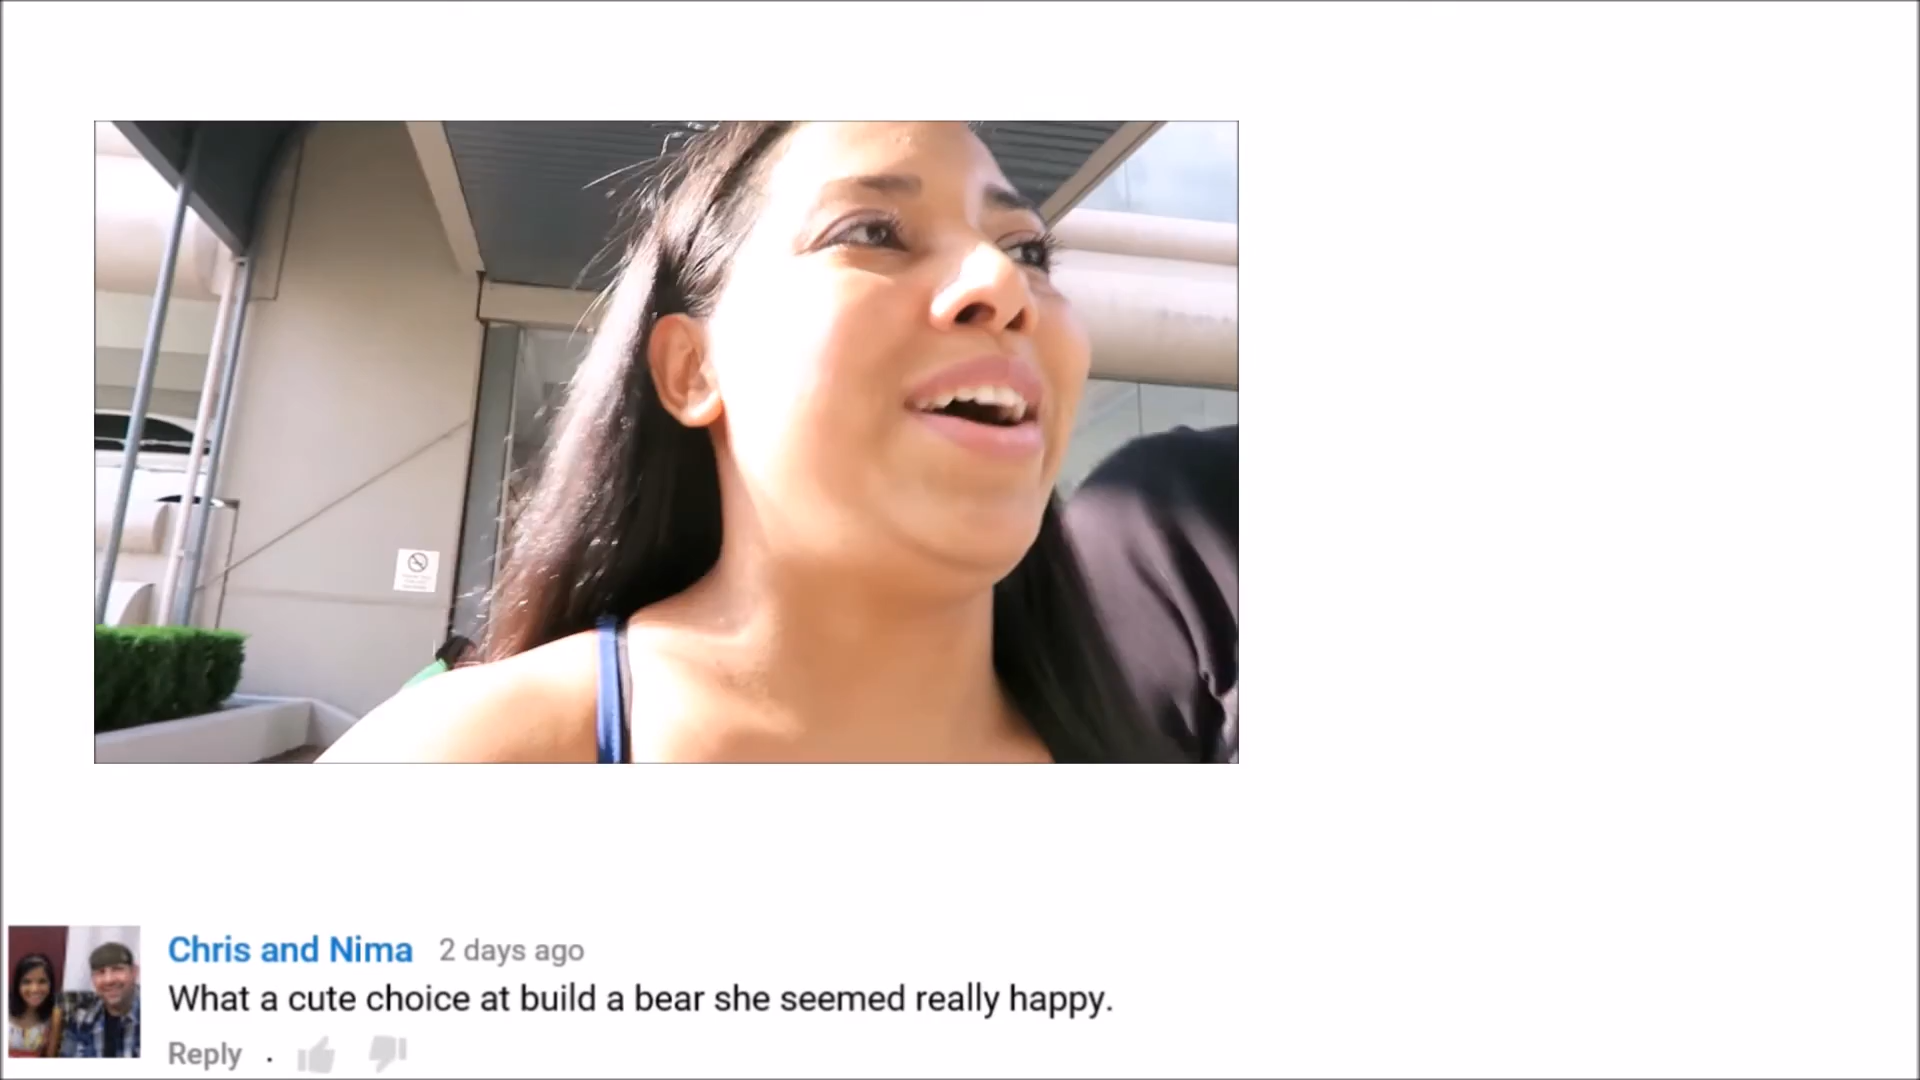 Chris and Nima 2 days ago
What a cute choice at build a bear she seemed really happy.
Reply .